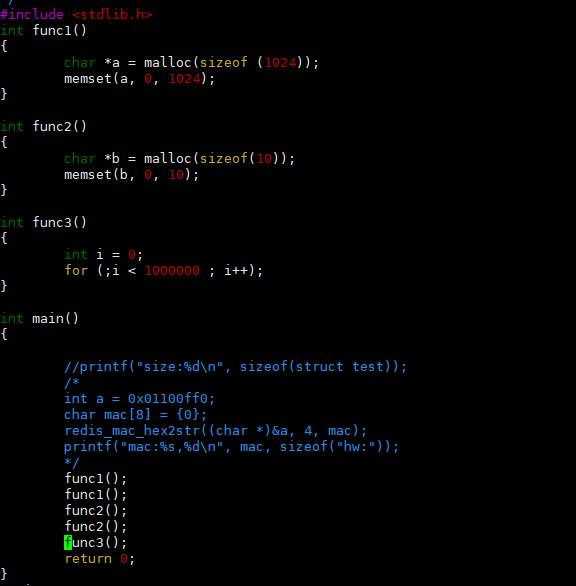 #include <stdlib.h>
int func1()
{
        char *a = malloc(sizeof (1024));
        memset(a, 0, 1024);
}

int func2()
{
        char *b = malloc(sizeof(10));
        memset(b, 0, 10);
}

int func3()
{
        int i = 0;
        for (;i < 1000000 ; i++);
}

int main()
{

        //printf("size:%d\n", sizeof(struct test));
        /*
        int a = 0x01100ff0;
        char mac[8] = {0};
        redis_mac_hex2str((char *)&a, 4, mac);
        printf("mac:%s,%d\n", mac, sizeof("hw:"));
        */
        func1();
        func1();
        func2();
        func2();
        func3();
        return 0;
}